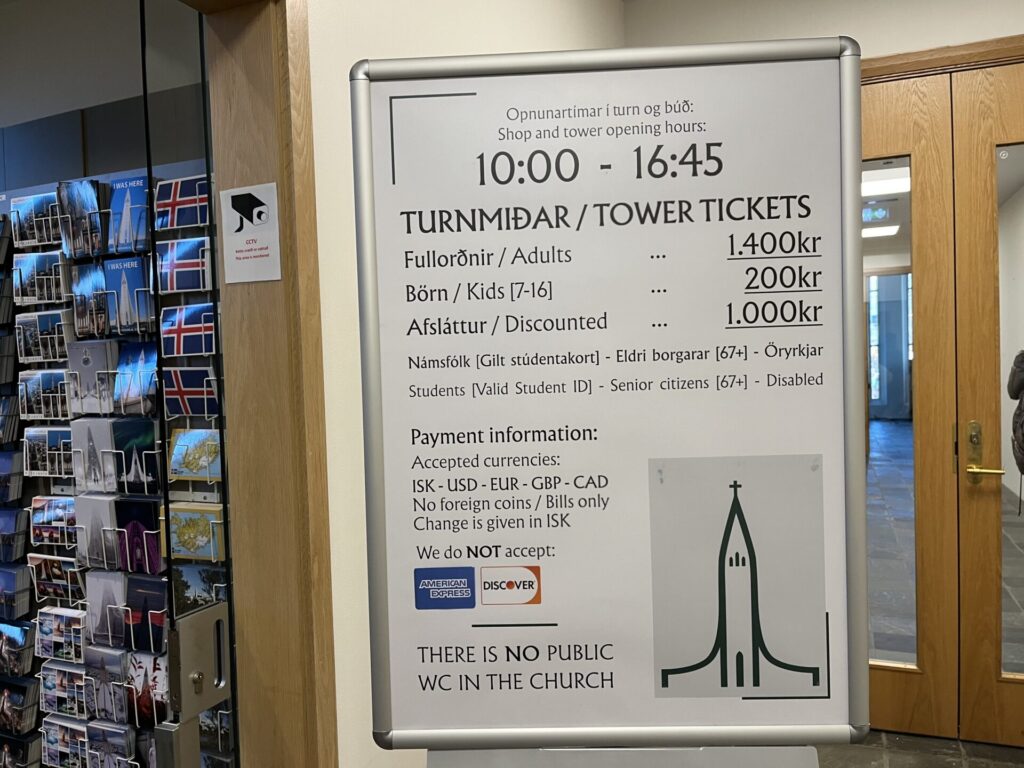 Opnunartímar í turn og búð:
Shop and tower opening hours:
10:00 - 16:45
TURNMIÐAR / TOWER TICKETS
Fullorðnir / Adults ... 1.400kr
Börn / Kids [7-16] ... 200kr
Afsláttur / Discounted ... 1.000kr
Námsfólk [Gilt stúdentakort] - Eldri borgarar [67+] - Öryrkjar
Students [Valid Student ID] - Senior citizens [67+] - Disabled
Payment information:
Accepted currencies:
ISK - USD - EUR - GBP - CAD
No foreign coins / Bills only
Change is given in ISK
We do NOT accept:
AMERICAN EXPRESS
DISCOVER
THERE IS NO PUBLIC
WC IN THE CHURCH
CCTV
This area is monitored
I WAS HERE
I WAS HERE